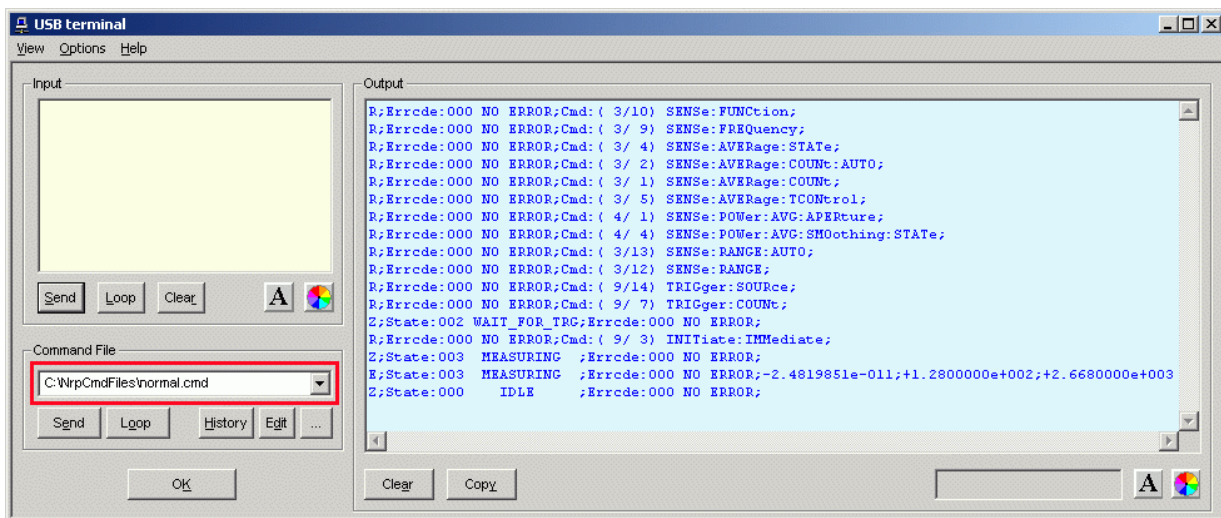 USB terminal
View Options Help
Input
Send Loop Clear A
Command File
C:\NrpCmdFiles\normal.cmd
Send Loop History Edit ...
OK
Output
R;Errcde:000 NO ERROR;Cmd:( 3/10) SENSe:FUNCtion;
R;Errcde:000 NO ERROR;Cmd:( 3/ 9) SENSe:FREQuency;
R;Errcde:000 NO ERROR;Cmd:( 3/ 4) SENSe:AVERage:STATe;
R;Errcde:000 NO ERROR;Cmd:( 3/ 2) SENSe:AVERage:COUNt:AUTO;
R;Errcde:000 NO ERROR;Cmd:( 3/ 1) SENSe:AVERage:COUNt;
R;Errcde:000 NO ERROR;Cmd:( 3/ 5) SENSe:AVERage:TCONtrol;
R;Errcde:000 NO ERROR;Cmd:( 4/ 1) SENSe:POWer:AVG:APERture;
R;Errcde:000 NO ERROR;Cmd:( 4/ 4) SENSe:POWer:AVG:SMOothing:STATe;
R;Errcde:000 NO ERROR;Cmd:( 3/13) SENSe:RANGE:AUTO;
R;Errcde:000 NO ERROR;Cmd:( 3/12) SENSe:RANGE;
R;Errcde:000 NO ERROR;Cmd:( 9/14) TRIGger:SOURce;
R;Errcde:000 NO ERROR;Cmd:( 9/ 7) TRIGger:COUNt;
Z;State:002 WAIT_FOR_TRG;Errcde:000 NO ERROR;
R;Errcde:000 NO ERROR;Cmd:( 9/ 3) INITiate:IMMediate;
Z;State:003 MEASURING ;Errcde:000 NO ERROR;
E;State:003 MEASURING ;Errcde:000 NO ERROR;-2.4819851e-011;+1.2800000e+002;+2.6680000e+003
Z;State:000 IDLE ;Errcde:000 NO ERROR;
Clear Copy A